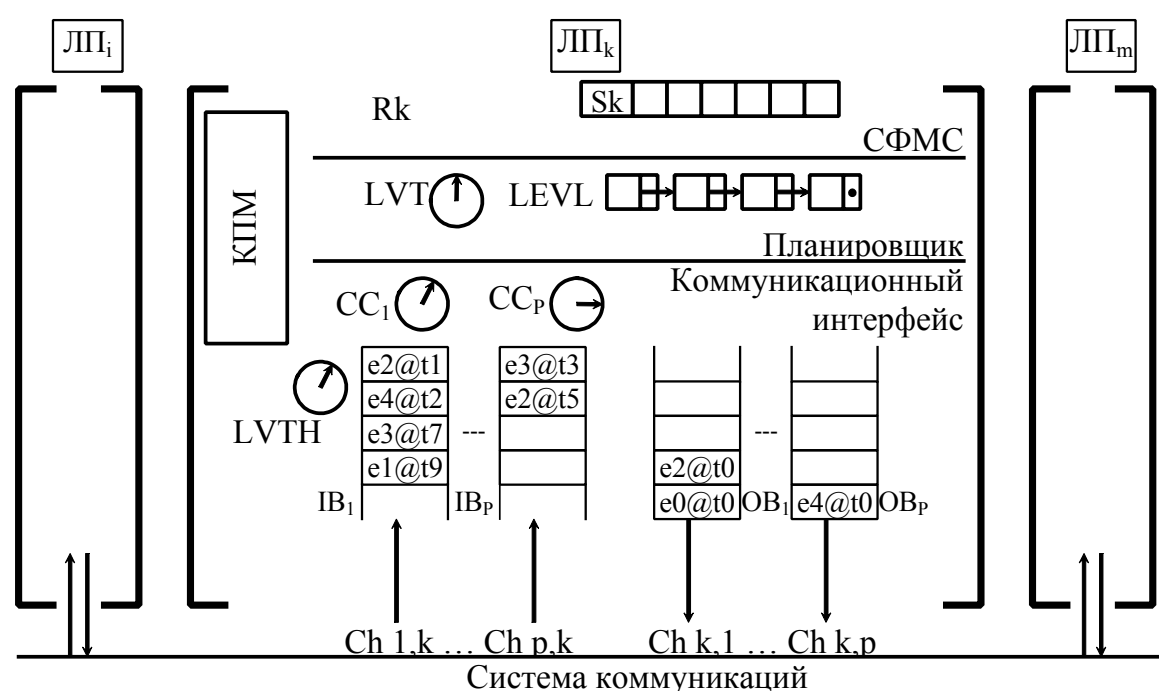 ЛПi ЛПk ЛПm
Rk Sk
СФМС
КПМ
LVT LEVL
Планировщик
Коммуникационный
интерфейс
CC1 CCP
LVTH
e2@t1 e3@t3
e4@t2 e2@t5
e3@t7 --- ---
e1@t9 e2@t0
IB1 IBP e0@t0 OB1 e4@t0 OBP
Ch 1,k ... Ch p,k Ch k,1 ... Ch k,p
Система коммуникаций